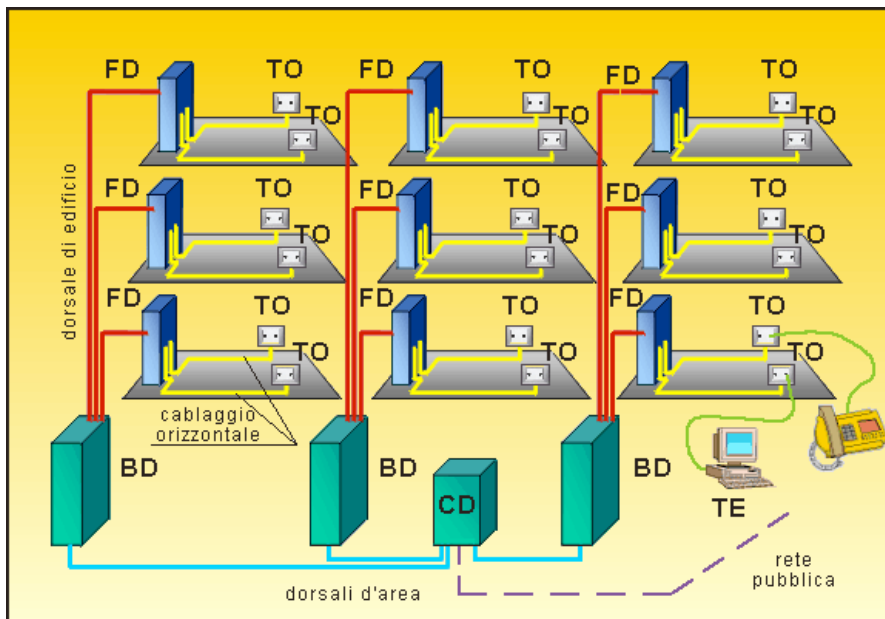 FD TO FD TO FD TO
TO TO TO
dorsale di edificio
FD TO FD TO FD TO
TO TO TO
FD TO FD TO FD TO
TO TO TO
cablaggio
orizzontale
BD BD BD
CD
TE
dorsali d'area
rete
pubblica